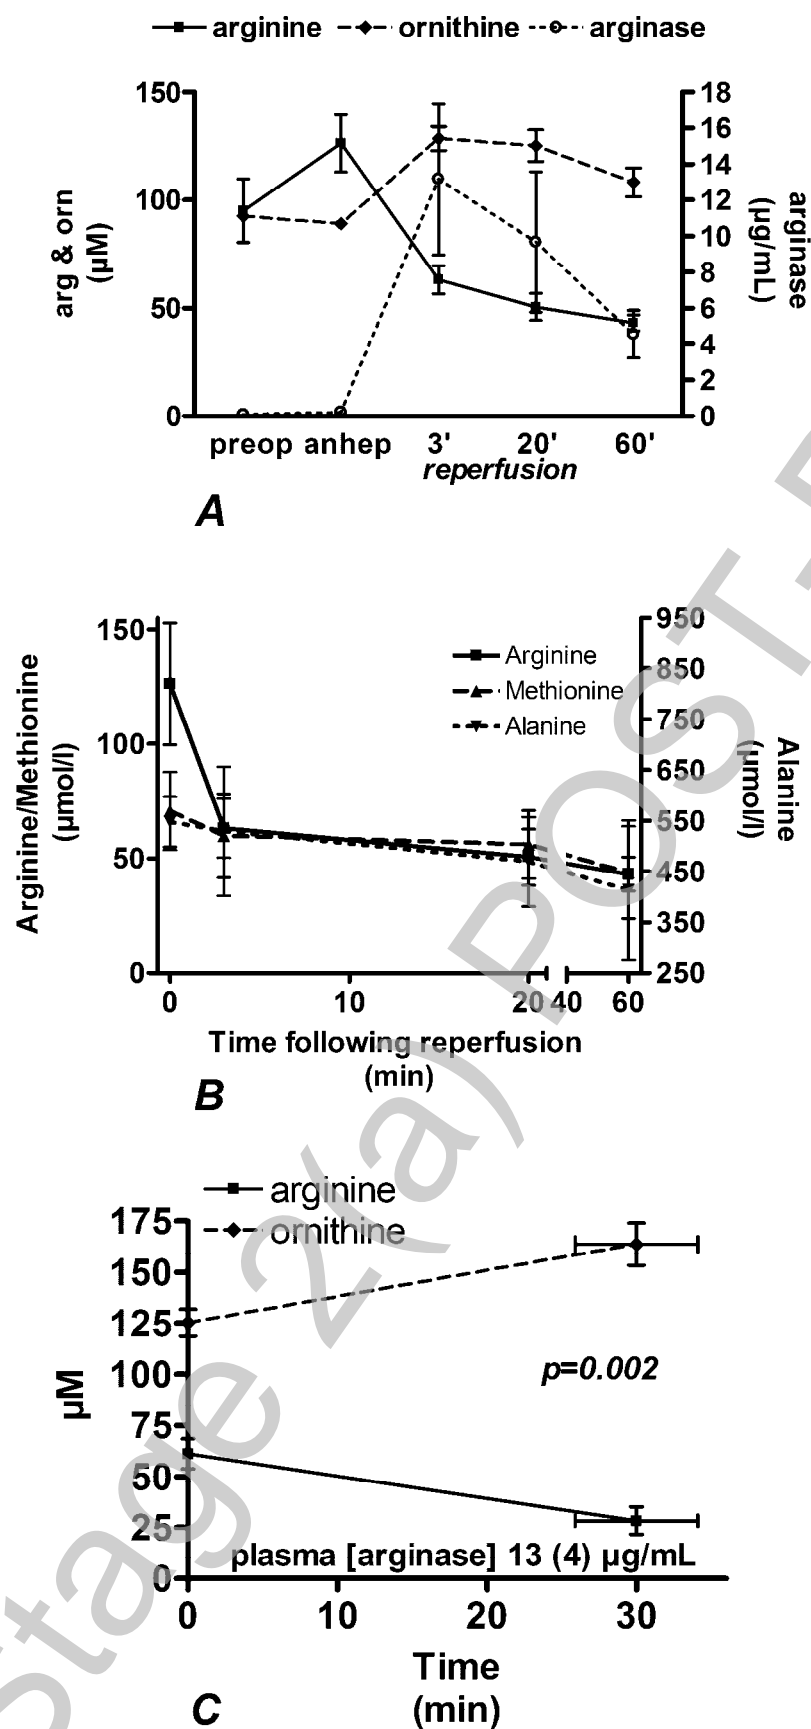 arginine ornithine arginase
150 18
16
14
100 12
10
8
50 6
4
2
0 0
arg & orn
(µM)
arginase
(µg/mL)
preop anhep 3' 20' 60'
reperfusion
A
150 950
Arginine
850
Methionine
750
Alanine
100
650
550
50
450
350
0 250
Arginine/Methionine
(µmol/l)
Alanine
(µmol/l)
0 10 20 40 60
Time following reperfusion
(min)
B
arginine
ornithine
175
150
125
100
75
50
25
0
µM
p=0.002
plasma [arginase] 13 (4) µg/mL
0 10 20 30
Time
(min)
C
Stage 2(a) POST-